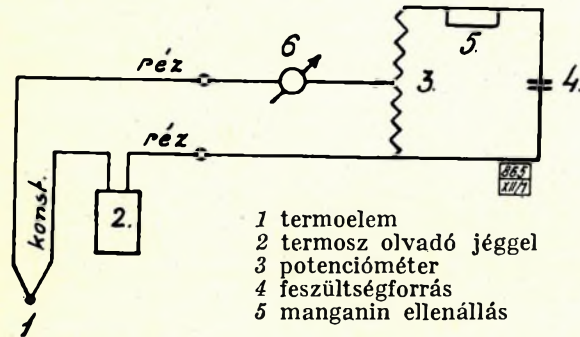 6
5.
réz
3.
4.
réz
konst.
2.
865
XII/7
1
1 termoelem
2 termosz olvadó jéggel
3 potencióméter
4 feszültségforrás
5 manganin ellenállás